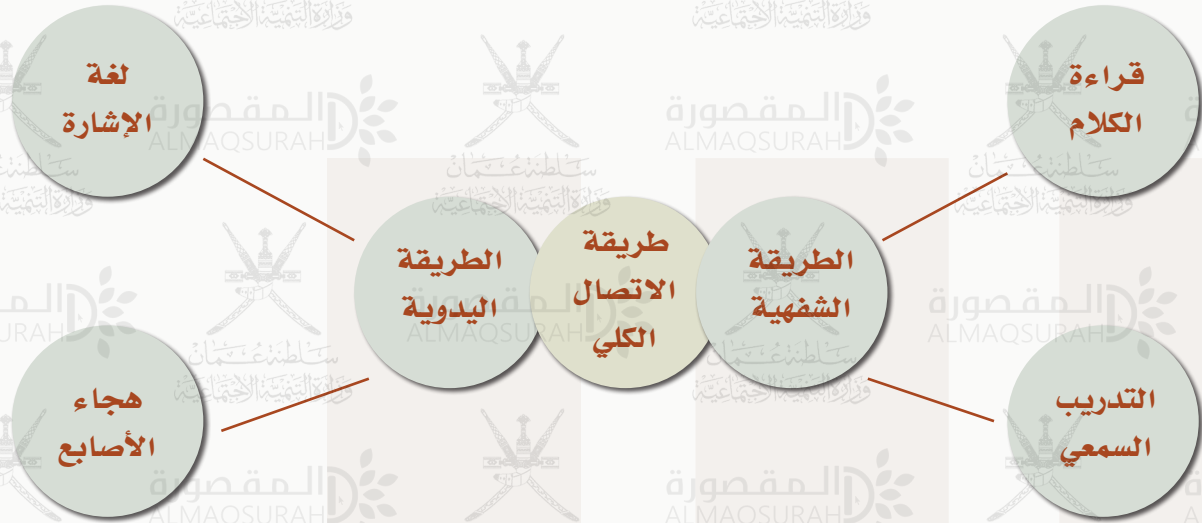 قراءة
الكلام
لغة
الإشارة
الطريقة
الشفهية
طريقة
الاتصال
الكلي
الطريقة
اليدوية
التدريب
السمعي
هجاء
الأصابع
المقصورة
ALMAQSURAH
سلطنة عمان
وزارة التنمية الاجتماعية